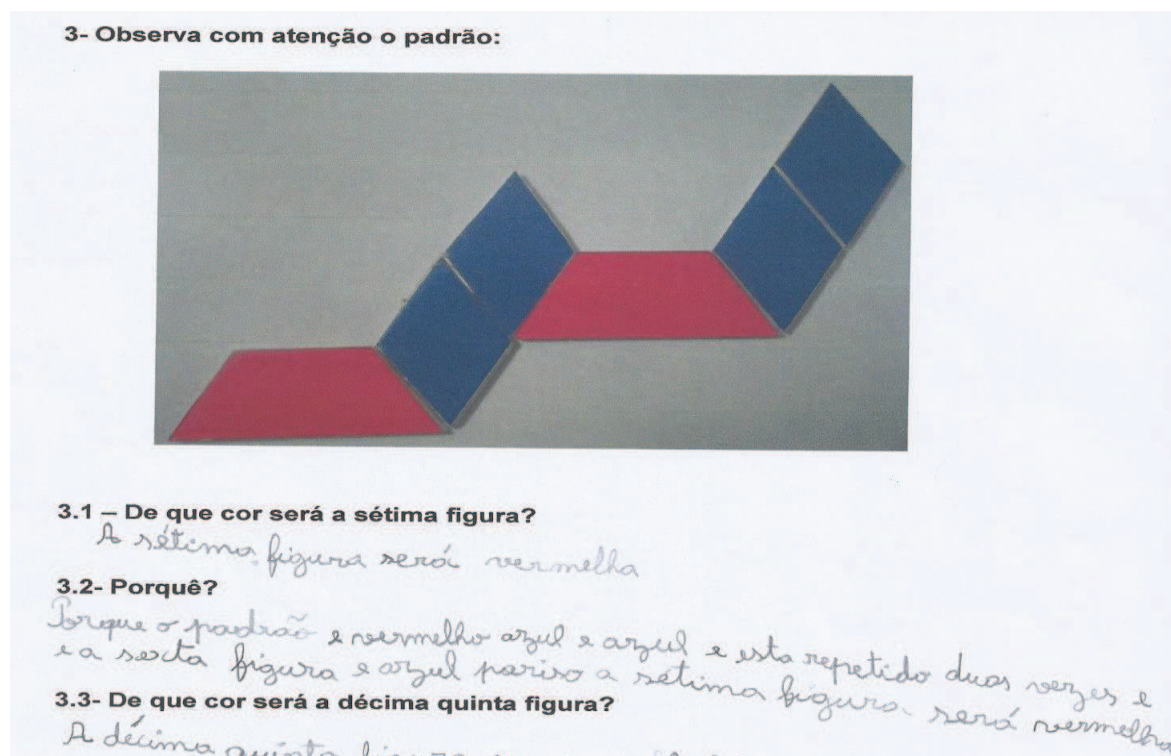 3- Observa com atenção o padrão:
3.1 – De que cor será a sétima figura?
A sétima figura será vermelha
3.2- Porquê?
Porque o padrão e vermelho azul e azul e esta repetido duas vezes e
e a sexta figura e azul pariso a sétima figura será vermelha
3.3- De que cor será a décima quinta figura?
A décima quinta figura